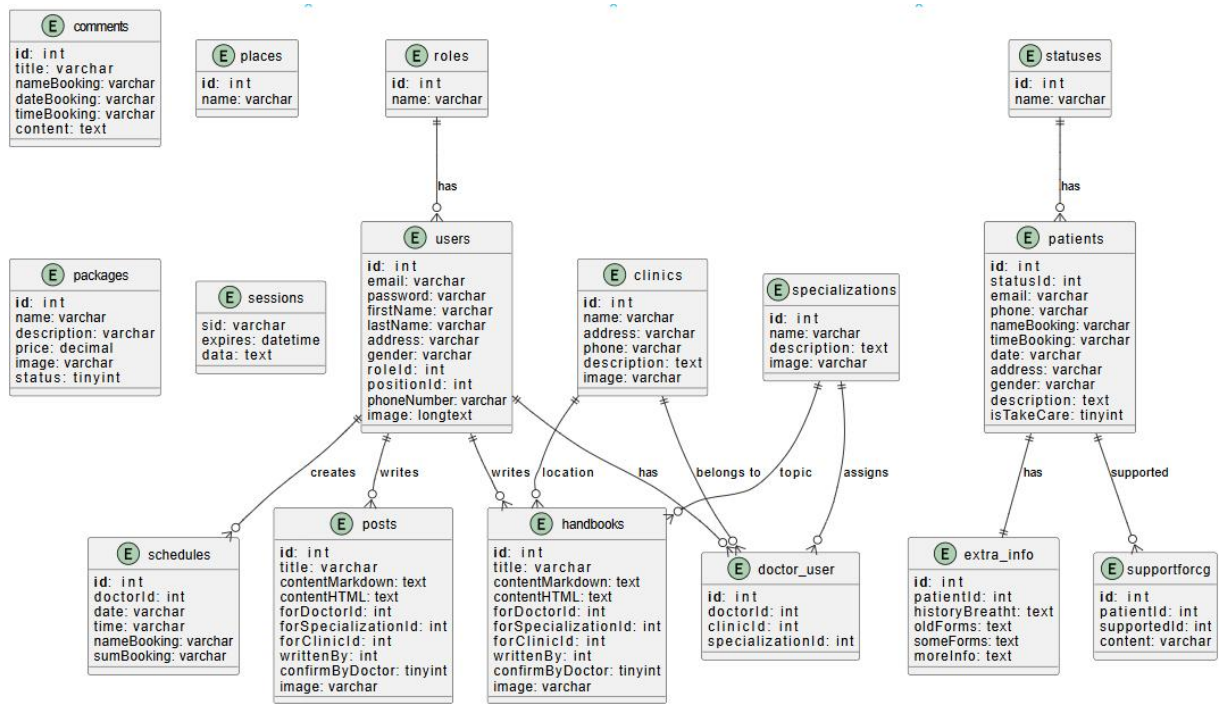 E comments
id: int
title: varchar
nameBooking: varchar
dateBooking: varchar
timeBooking: varchar
content: text
E places
id: int
name: varchar
E roles
id: int
name: varchar
E statuses
id: int
name: varchar
has
has
E packages
id: int
name: varchar
description: varchar
price: decimal
image: varchar
status: tinyint
E sessions
sid: varchar
expires: datetime
data: text
E users
id: int
email: varchar
password: varchar
firstName: varchar
lastName: varchar
address: varchar
gender: varchar
roleId: int
positionId: int
phoneNumber: varchar
image: longtext
E clinics
id: int
name: varchar
address: varchar
phone: varchar
description: text
image: varchar
E specializations
id: int
name: varchar
description: text
image: varchar
E patients
id: int
statusId: int
email: varchar
phone: varchar
nameBooking: varchar
timeBooking: varchar
date: varchar
address: varchar
gender: varchar
description: text
isTakeCare: tinyint
creates
writes
writes
location
has
belongs to
topic
assigns
has
supported
E schedules
id: int
doctorId: int
date: varchar
time: varchar
nameBooking: varchar
sumBooking: varchar
E posts
id: int
title: varchar
contentMarkdown: text
contentHTML: text
forDoctorId: int
forSpecializationId: int
forClinicId: int
writtenBy: int
confirmByDoctor: tinyint
image: varchar
E handbooks
id: int
title: varchar
contentMarkdown: text
contentHTML: text
forDoctorId: int
forSpecializationId: int
forClinicId: int
writtenBy: int
confirmByDoctor: tinyint
image: varchar
E doctor_user
id: int
doctorId: int
clinicId: int
specializationId: int
E extra_info
id: int
patientId: int
historyBreatht: text
oldForms: text
someForms: text
moreInfo: text
E supportforcg
id: int
patientId: int
supportedId: int
content: varchar